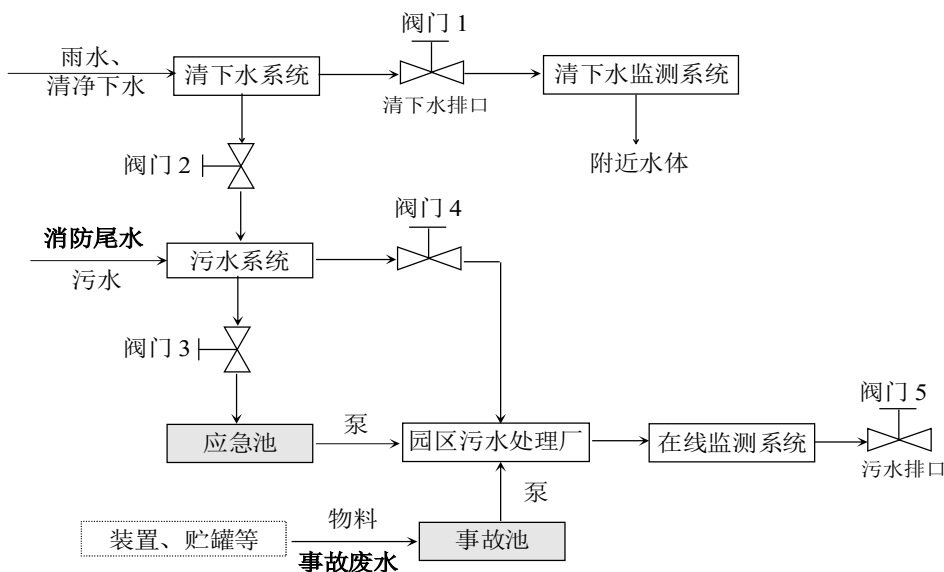 阀门 1
雨水、
清净下水
清下水系统
清下水排口
清下水监测系统
附近水体
阀门 2
阀门 4
消防尾水
污水
污水系统
阀门 3
阀门 5
应急池
泵
园区污水处理厂
在线监测系统
污水排口
泵
装置、贮罐等
物料
事故废水
事故池